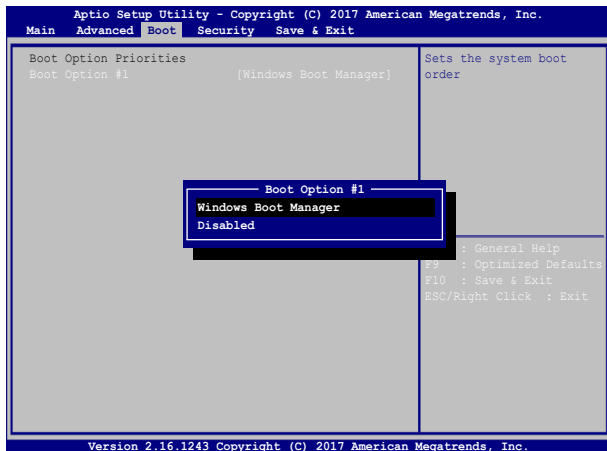 Aptio Setup Utility - Copyright (C) 2017 American Megatrends, Inc.
Main Advanced Boot Security Save & Exit
Boot Option Priorities
Boot Option #1 [Windows Boot Manager]
Sets the system boot
order
Boot Option #1
Windows Boot Manager
Disabled
: General Help
F9 : Optimized Defaults
F10 : Save & Exit
ESC/Right Click : Exit
Version 2.16.1243 Copyright (C) 2017 American Megatrends, Inc.